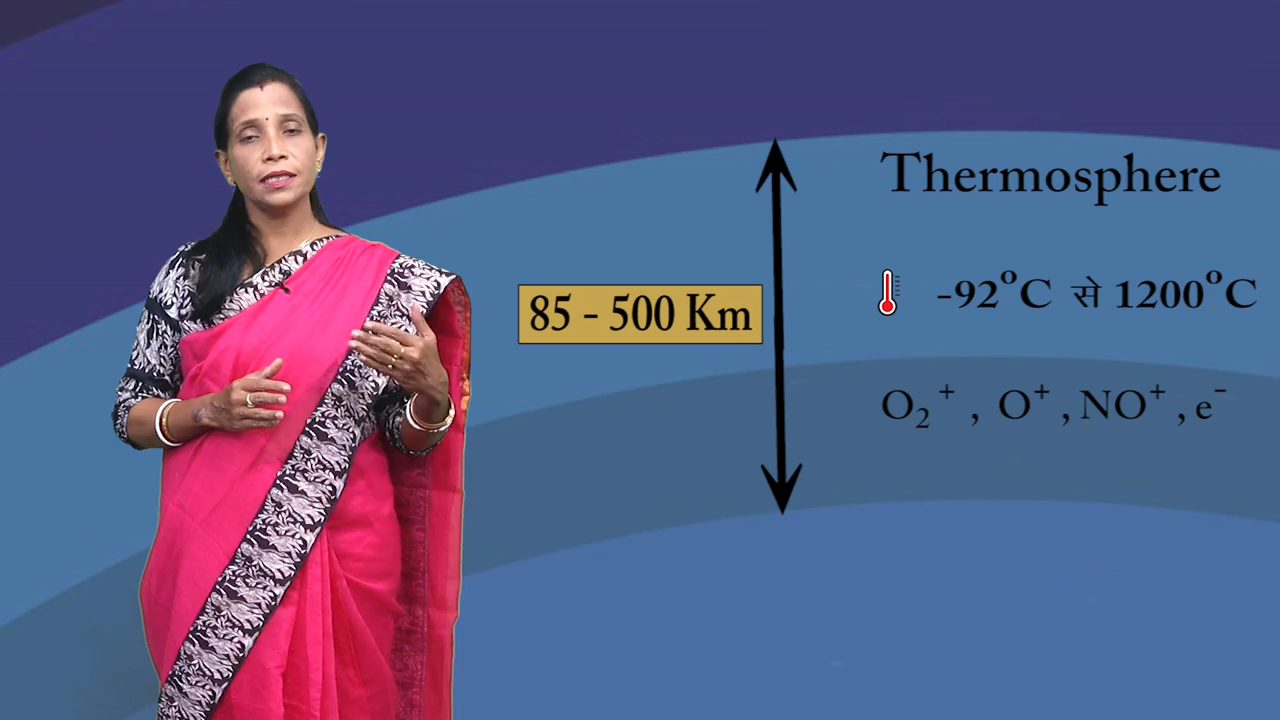 Thermosphere
85 - 500 Km
-92°C से 1200°C
O₂⁺ , O⁺ , NO⁺ , e⁻